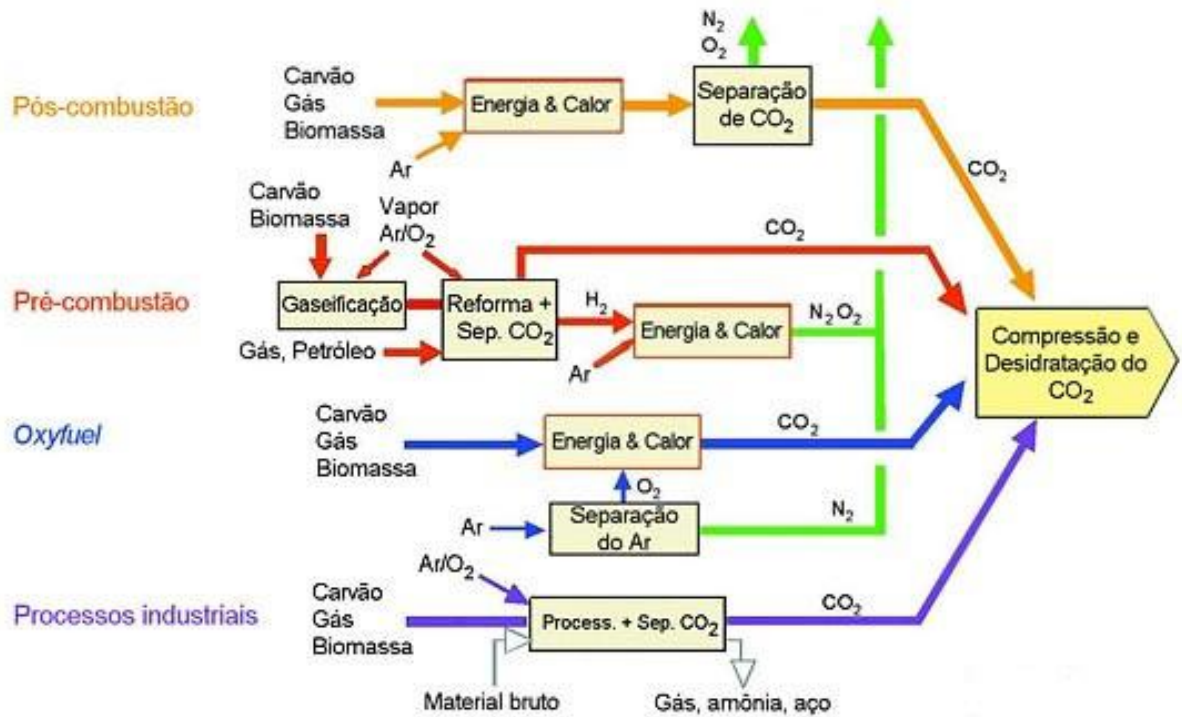 Pós-combustão
Carvão
Gás
Biomassa
Ar
Energia & Calor
Separação
de CO₂
N₂
O₂
CO₂
Pré-combustão
Carvão
Biomassa
Vapor
Ar/O₂
Gaseificação
Gás, Petróleo
Reforma +
Sep. CO₂
CO₂
H₂
Ar
Energia & Calor
N₂O₂
Compressão e
Desidratação do
CO₂
Oxyfuel
Carvão
Gás
Biomassa
Energia & Calor
CO₂
O₂
Ar
Separação
do Ar
N₂
Processos industriais
Ar/O₂
Carvão
Gás
Biomassa
Process. + Sep. CO₂
CO₂
Material bruto
Gás, amônia, aço